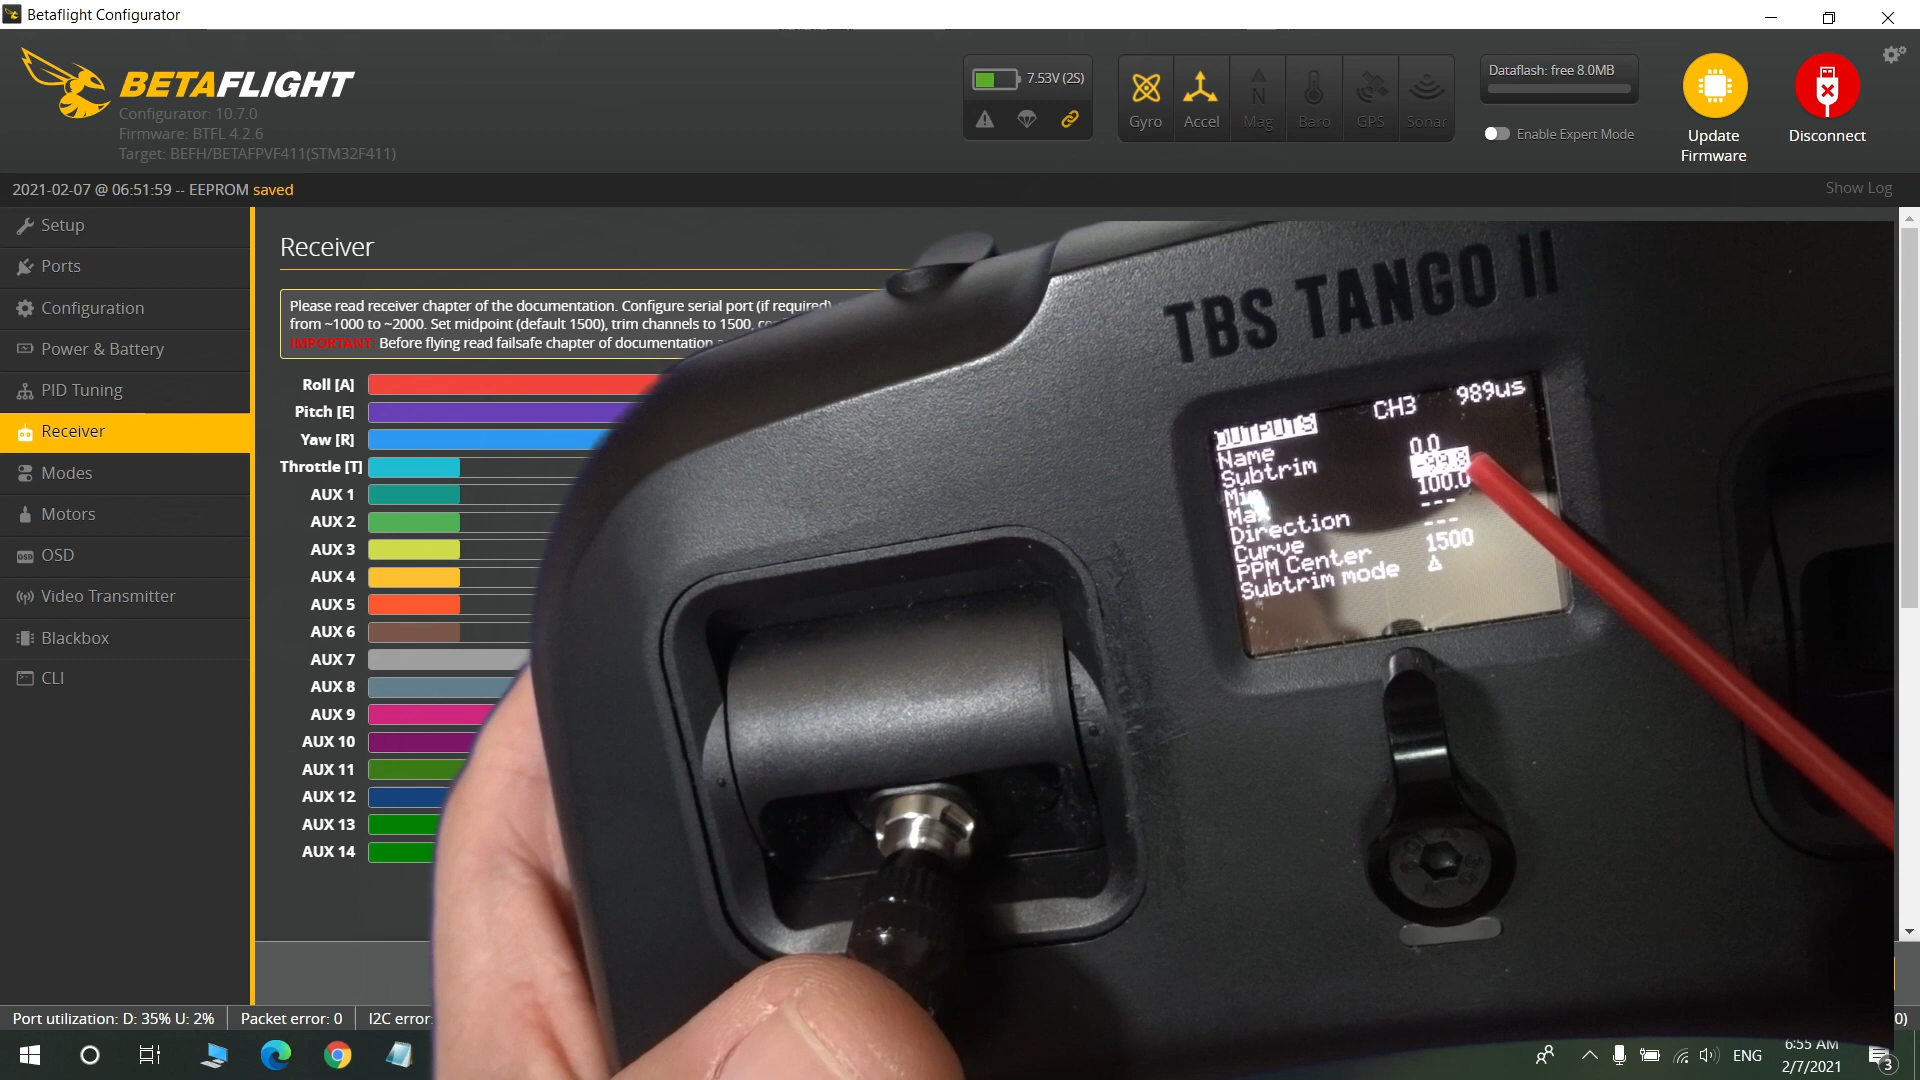 Betaflight Configurator
BETAFLIGHT
Configurator: 10.7.0
Firmware: BTFL 4.2.6
Target: BEFH/BETAFPVF411(STM32F411)
7.53V (2S)
Gyro
Accel
Mag
Baro
GPS
Sonar
Dataflash: free 8.0MB
Enable Expert Mode
Update
Firmware
Disconnect
2021-02-07 @ 06:51:59 -- EEPROM saved
Show Log
Setup
Ports
Configuration
Power & Battery
PID Tuning
Receiver
Modes
Motors
OSD
Video Transmitter
Blackbox
CLI
Receiver
Please read receiver chapter of the documentation. Configure serial port (if required)
from ~1000 to ~2000. Set midpoint (default 1500), trim channels to 1500,
IMPORTANT: Before flying read failsafe chapter of documentation
Roll [A]
Pitch [E]
Yaw [R]
Throttle [T]
AUX 1
AUX 2
AUX 3
AUX 4
AUX 5
AUX 6
AUX 7
AUX 8
AUX 9
AUX 10
AUX 11
AUX 12
AUX 13
AUX 14
TBS TANGO II
OUTPUTS CH3 989us
Name
Subtrim 0.0
Min
Max 100.0
Direction ---
Curve ---
PPM Center 1500
Subtrim mode Δ
Port utilization: D: 35% U: 2%
Packet error: 0
I2C error:
0)
ENG
6:55 AM
2/7/2021
3